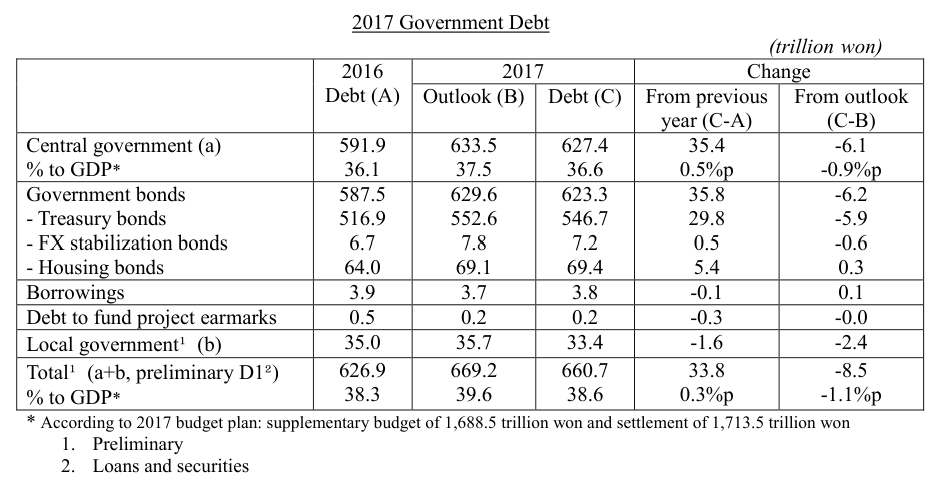 2017 Government Debt
(trillion won)
2016 2017 Change
Debt (A) Outlook (B) Debt (C) From previous From outlook
year (C-A) (C-B)
Central government (a) 591.9 633.5 627.4 35.4 -6.1
% to GDP* 36.1 37.5 36.6 0.5%p -0.9%p
Government bonds 587.5 629.6 623.3 35.8 -6.2
- Treasury bonds 516.9 552.6 546.7 29.8 -5.9
- FX stabilization bonds 6.7 7.8 7.2 0.5 -0.6
- Housing bonds 64.0 69.1 69.4 5.4 0.3
Borrowings 3.9 3.7 3.8 -0.1 0.1
Debt to fund project earmarks 0.5 0.2 0.2 -0.3 -0.0
Local government¹ (b) 35.0 35.7 33.4 -1.6 -2.4
Total¹ (a+b, preliminary D1²) 626.9 669.2 660.7 33.8 -8.5
% to GDP* 38.3 39.6 38.6 0.3%p -1.1%p
* According to 2017 budget plan: supplementary budget of 1,688.5 trillion won and settlement of 1,713.5 trillion won
1. Preliminary
2. Loans and securities